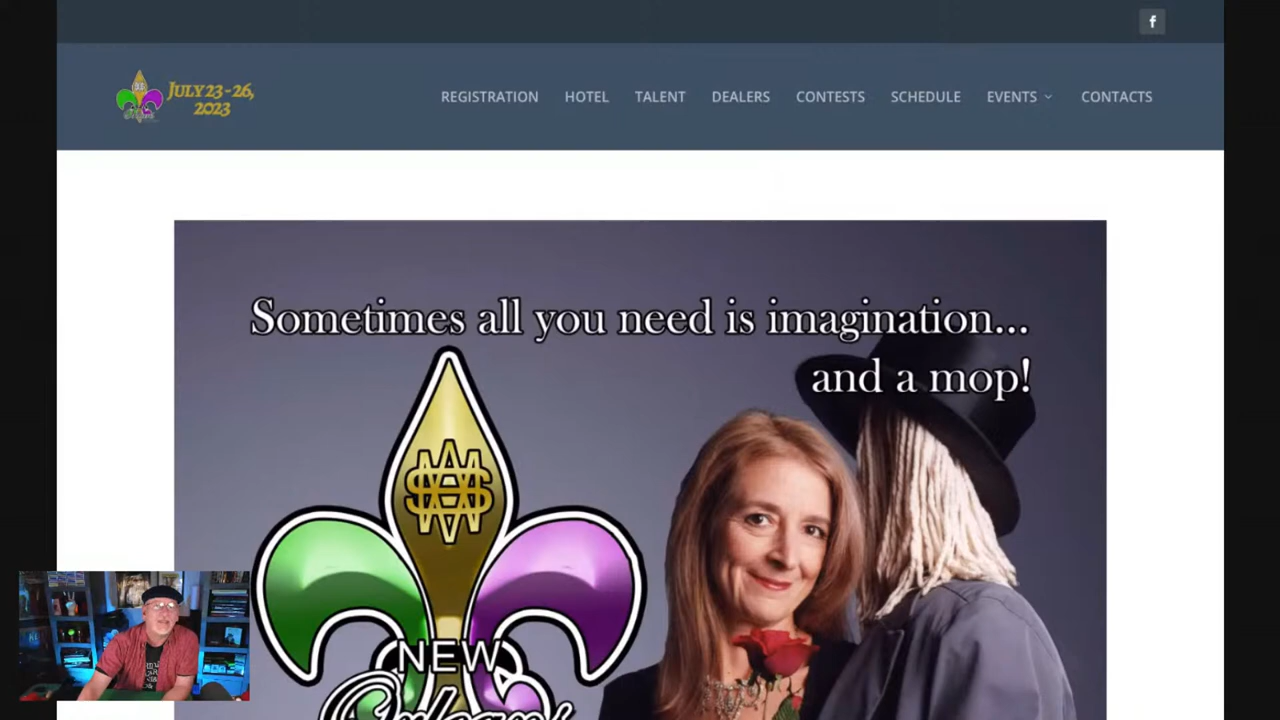 f
JULY 23 - 26,
2023
REGISTRATION HOTEL TALENT DEALERS CONTESTS SCHEDULE EVENTS CONTACTS
Sometimes all you need is imagination...
and a mop!
NEW
Orleans